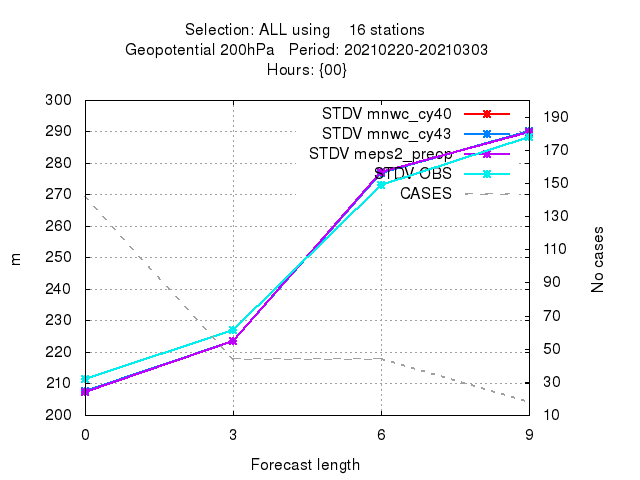 Selection: ALL using    16 stations
Geopotential 200hPa   Period: 20210220-20210303
Hours: {00}
STDV mnwc_cy40
STDV mnwc_cy43
STDV meps2_preop
STDV OBS
CASES
300
290
280
270
260
250
240
230
220
210
200
m
190
170
150
130
110
90
70
50
30
10
No cases
0 3 6 9
Forecast length